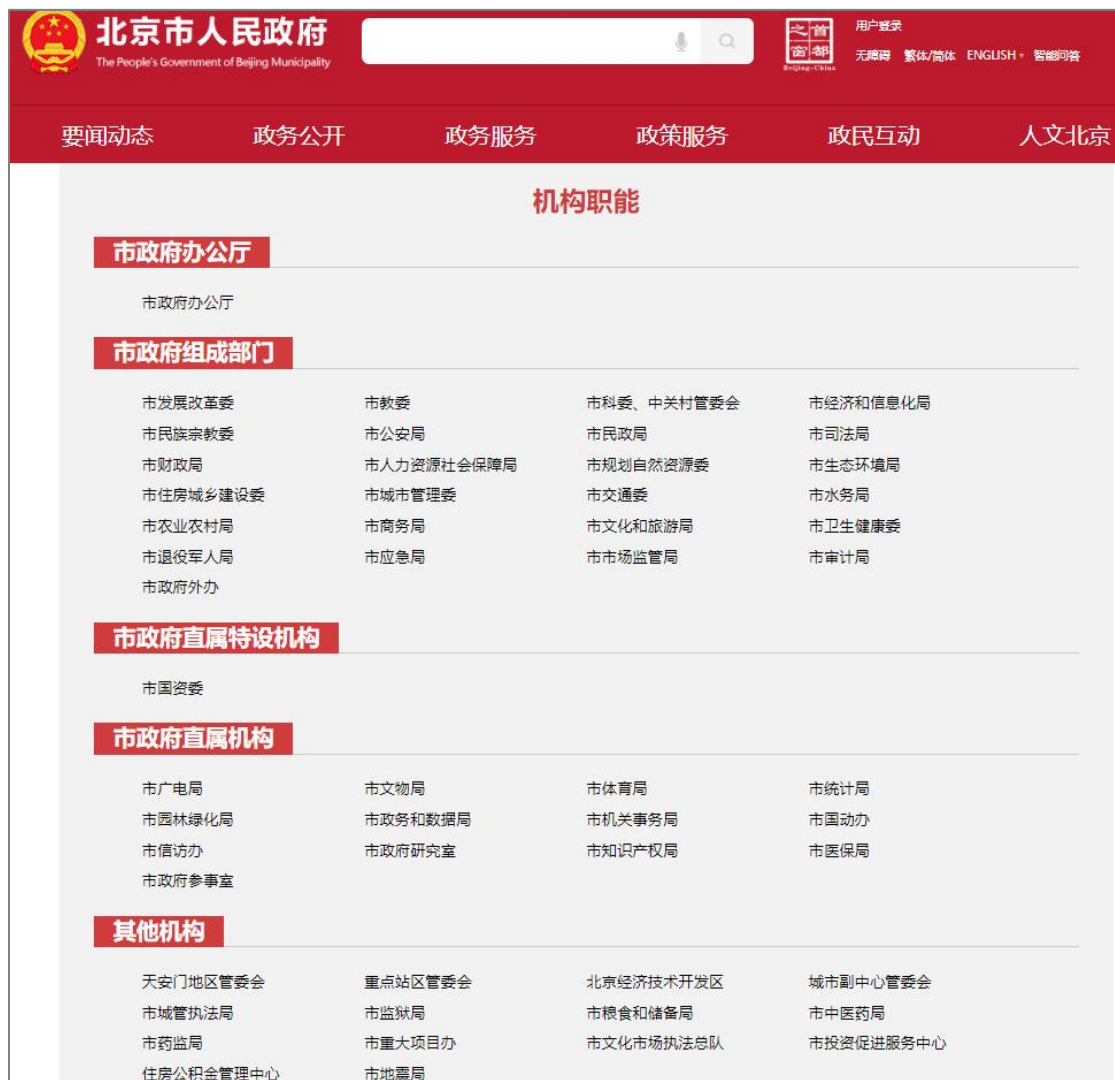 北京市人民政府
The People's Government of Beijing Municipality
首都之窗
Beijing-China
用户登录
无障碍 繁体/简体 ENGLISH 智能问答
要闻动态 政务公开 政务服务 政策服务 政民互动 人文北京
机构职能
市政府办公厅
市政府办公厅
市政府组成部门
市发展改革委 市教委 市科委、中关村管委会 市经济和信息化局
市民族宗教委 市公安局 市民政局 市司法局
市财政局 市人力资源社会保障局 市规划自然资源委 市生态环境局
市住房城乡建设委 市城市管理委 市交通委 市水务局
市农业农村局 市商务局 市文化和旅游局 市卫生健康委
市退役军人局 市应急局 市市场监管局 市审计局
市政府外办
市政府直属特设机构
市国资委
市政府直属机构
市广电局 市文物局 市体育局 市统计局
市园林绿化局 市政务和数据局 市机关事务局 市国动办
市信访办 市政府研究室 市知识产权局 市医保局
市政府参事室
其他机构
天安门地区管委会 重点站区管委会 北京经济技术开发区 城市副中心管委会
市城管执法局 市监狱局 市粮食和储备局 市中医药局
市药监局 市重大项目办 市文化市场执法总队 市投资促进服务中心
住房公积金管理中心 市地震局